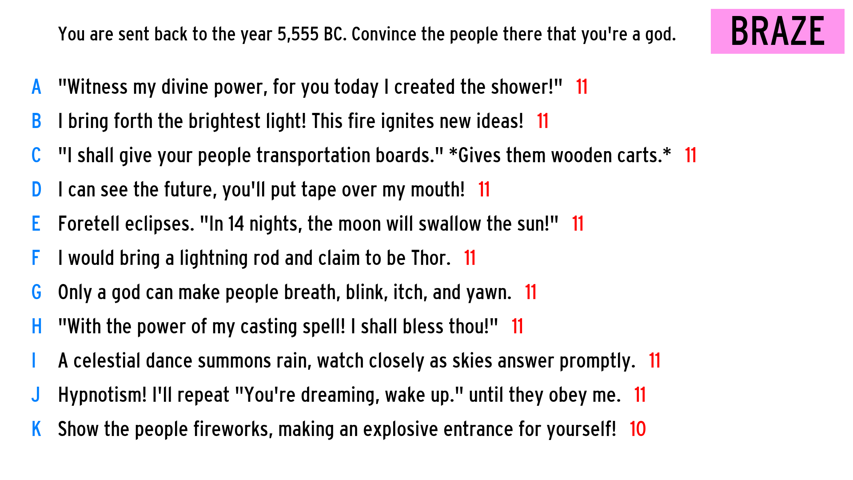 You are sent back to the year 5,555 BC. Convince the people there that you're a god.
BRAZE
A "Witness my divine power, for you today I created the shower!" 11
B I bring forth the brightest light! This fire ignites new ideas! 11
C "I shall give your people transportation boards." *Gives them wooden carts.* 11
D I can see the future, you'll put tape over my mouth! 11
E Foretell eclipses. "In 14 nights, the moon will swallow the sun!" 11
F I would bring a lightning rod and claim to be Thor. 11
G Only a god can make people breath, blink, itch, and yawn. 11
H "With the power of my casting spell! I shall bless thou!" 11
I A celestial dance summons rain, watch closely as skies answer promptly. 11
J Hypnotism! I'll repeat "You're dreaming, wake up." until they obey me. 11
K Show the people fireworks, making an explosive entrance for yourself! 10